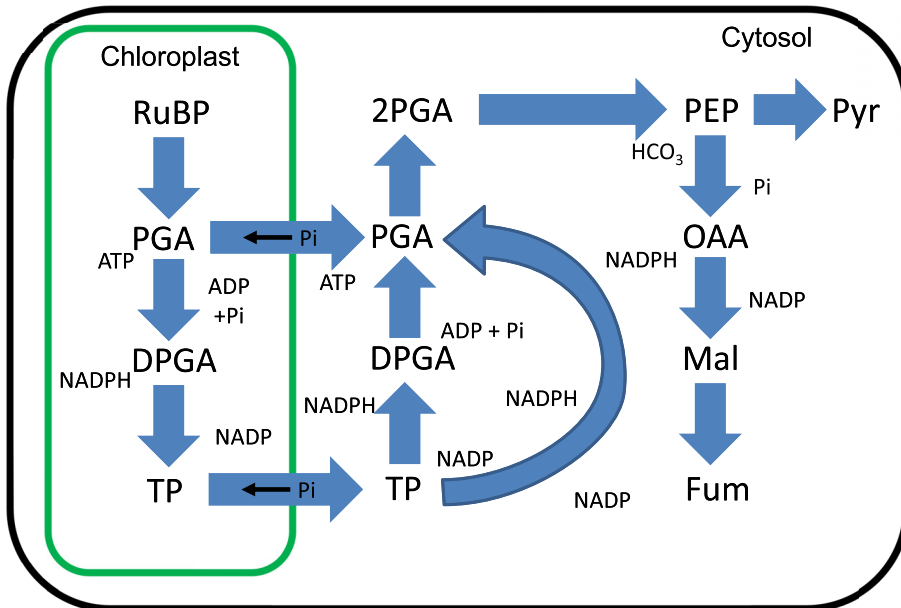 Chloroplast
Cytosol
RuBP
2PGA
PEP
Pyr
HCO3
Pi
PGA
Pi
PGA
OAA
ATP
ADP
+Pi
ATP
NADPH
NADP
ADP + Pi
DPGA
DPGA
Mal
NADPH
NADPH
NADPH
NADP
NADP
TP
Pi
TP
NADP
Fum